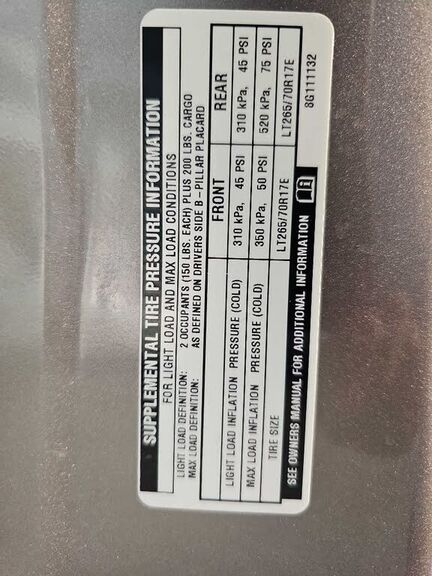 SUPPLEMENTAL TIRE PRESSURE INFORMATION
FOR LIGHT LOAD AND MAX LOAD CONDITIONS
LIGHT LOAD DEFINITION: 2 OCCUPANTS (150 LBS. EACH) PLUS 200 LBS. CARGO
MAX LOAD DEFINITION: AS DEFINED ON DRIVERS SIDE B-PILLAR PLACARD
FRONT REAR
LIGHT LOAD INFLATION PRESSURE (COLD) 310 kPa, 45 PSI 310 kPa, 45 PSI
MAX LOAD INFLATION PRESSURE (COLD) 350 kPa, 50 PSI 520 kPa, 75 PSI
TIRE SIZE LT265/70R17E LT265/70R17E
SEE OWNERS MANUAL FOR ADDITIONAL INFORMATION 8G111132